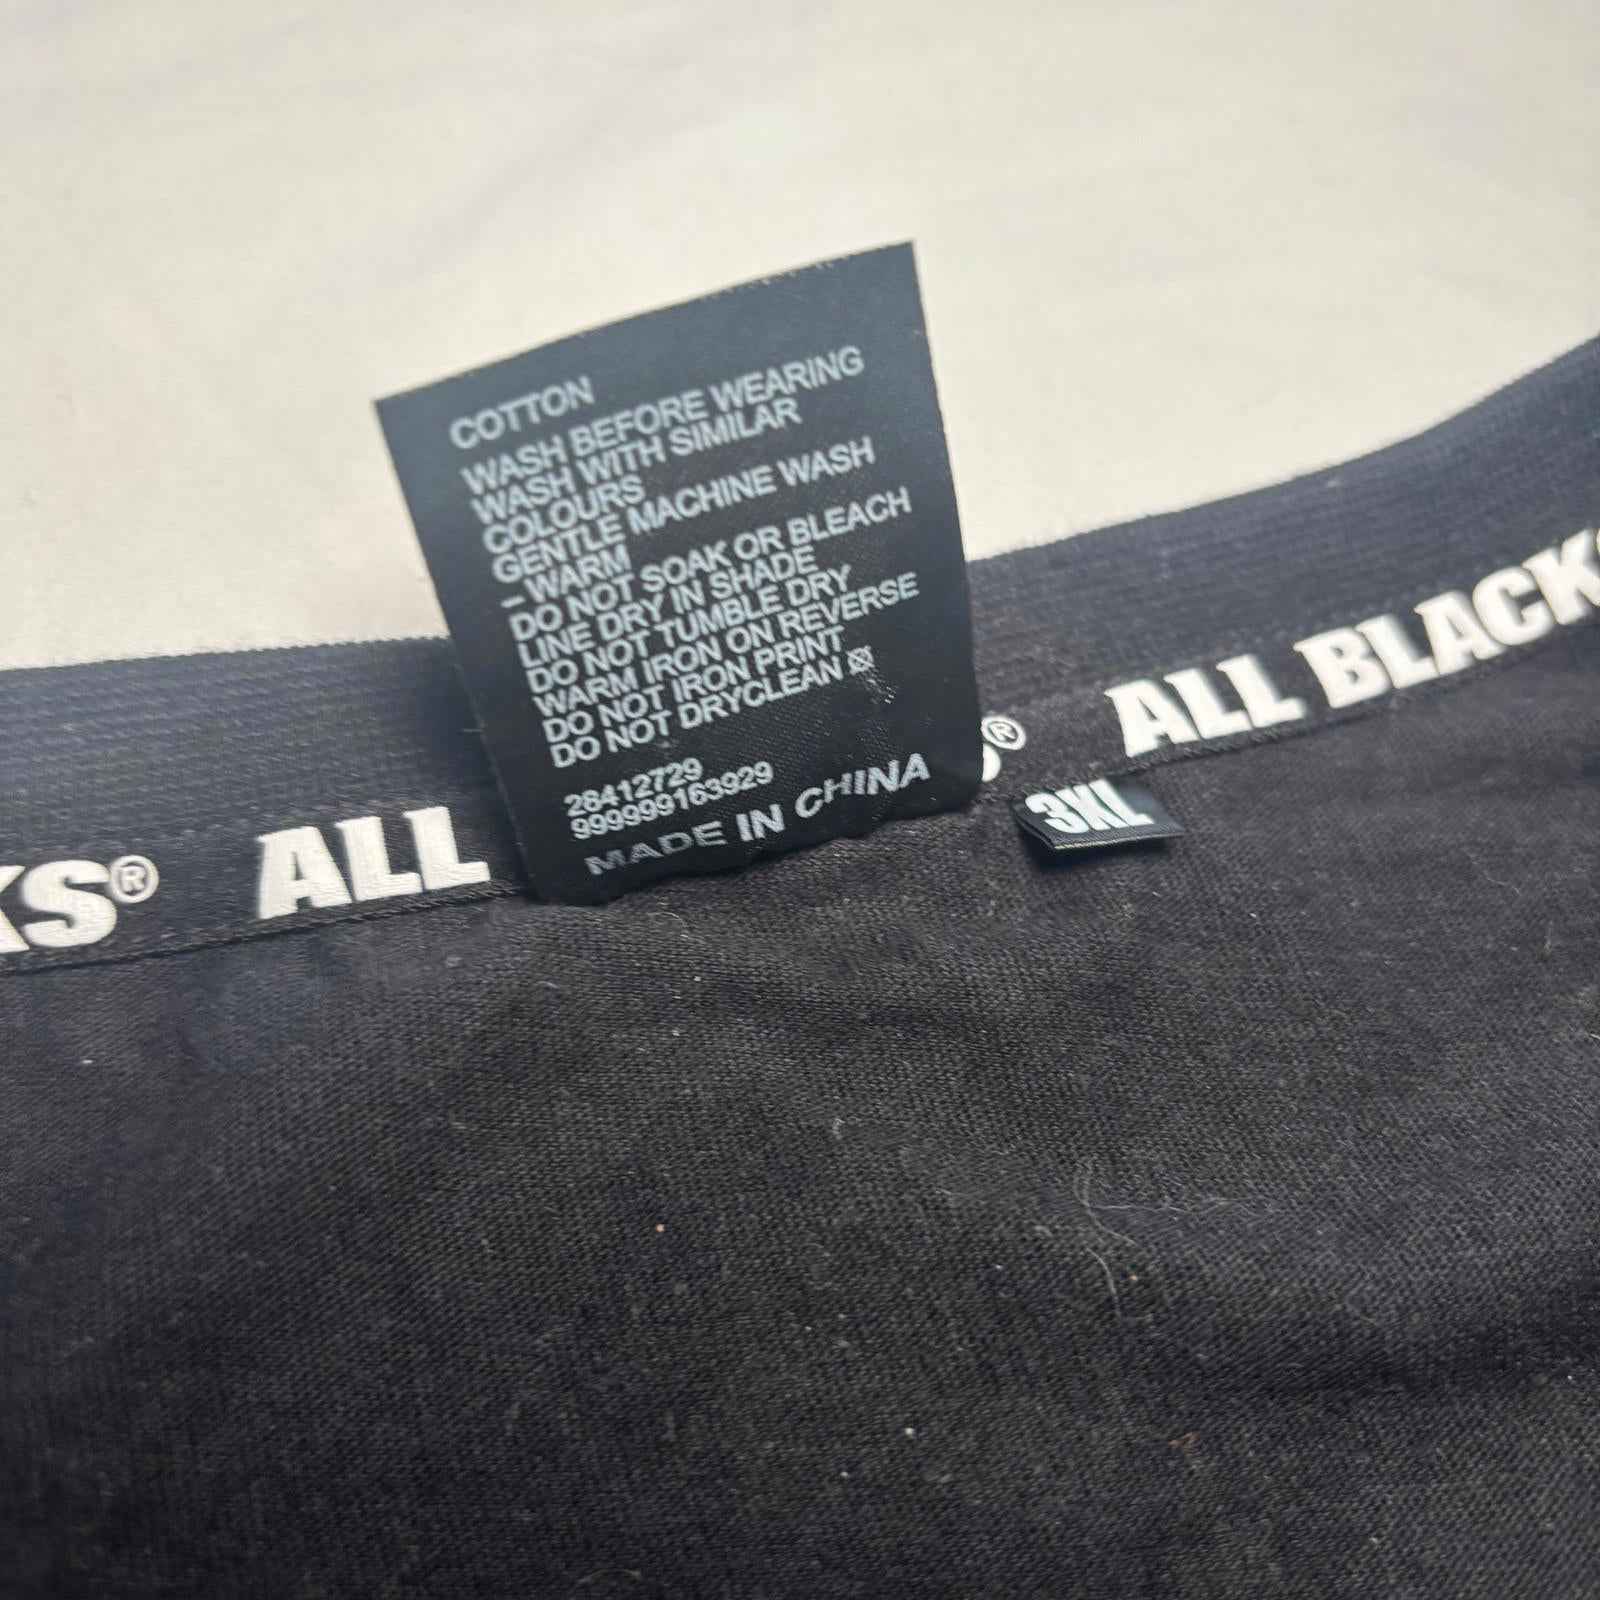 COTTON
WASH BEFORE WEARING
WASH WITH SIMILAR
COLOURS
GENTLE MACHINE WASH
– WARM
DO NOT SOAK OR BLEACH
LINE DRY IN SHADE
DO NOT TUMBLE DRY
WARM IRON ON REVERSE
DO NOT IRON PRINT
DO NOT DRYCLEAN
28412729
999999163929
MADE IN CHINA
KS® ALL S® ALL BLACKS
3XL